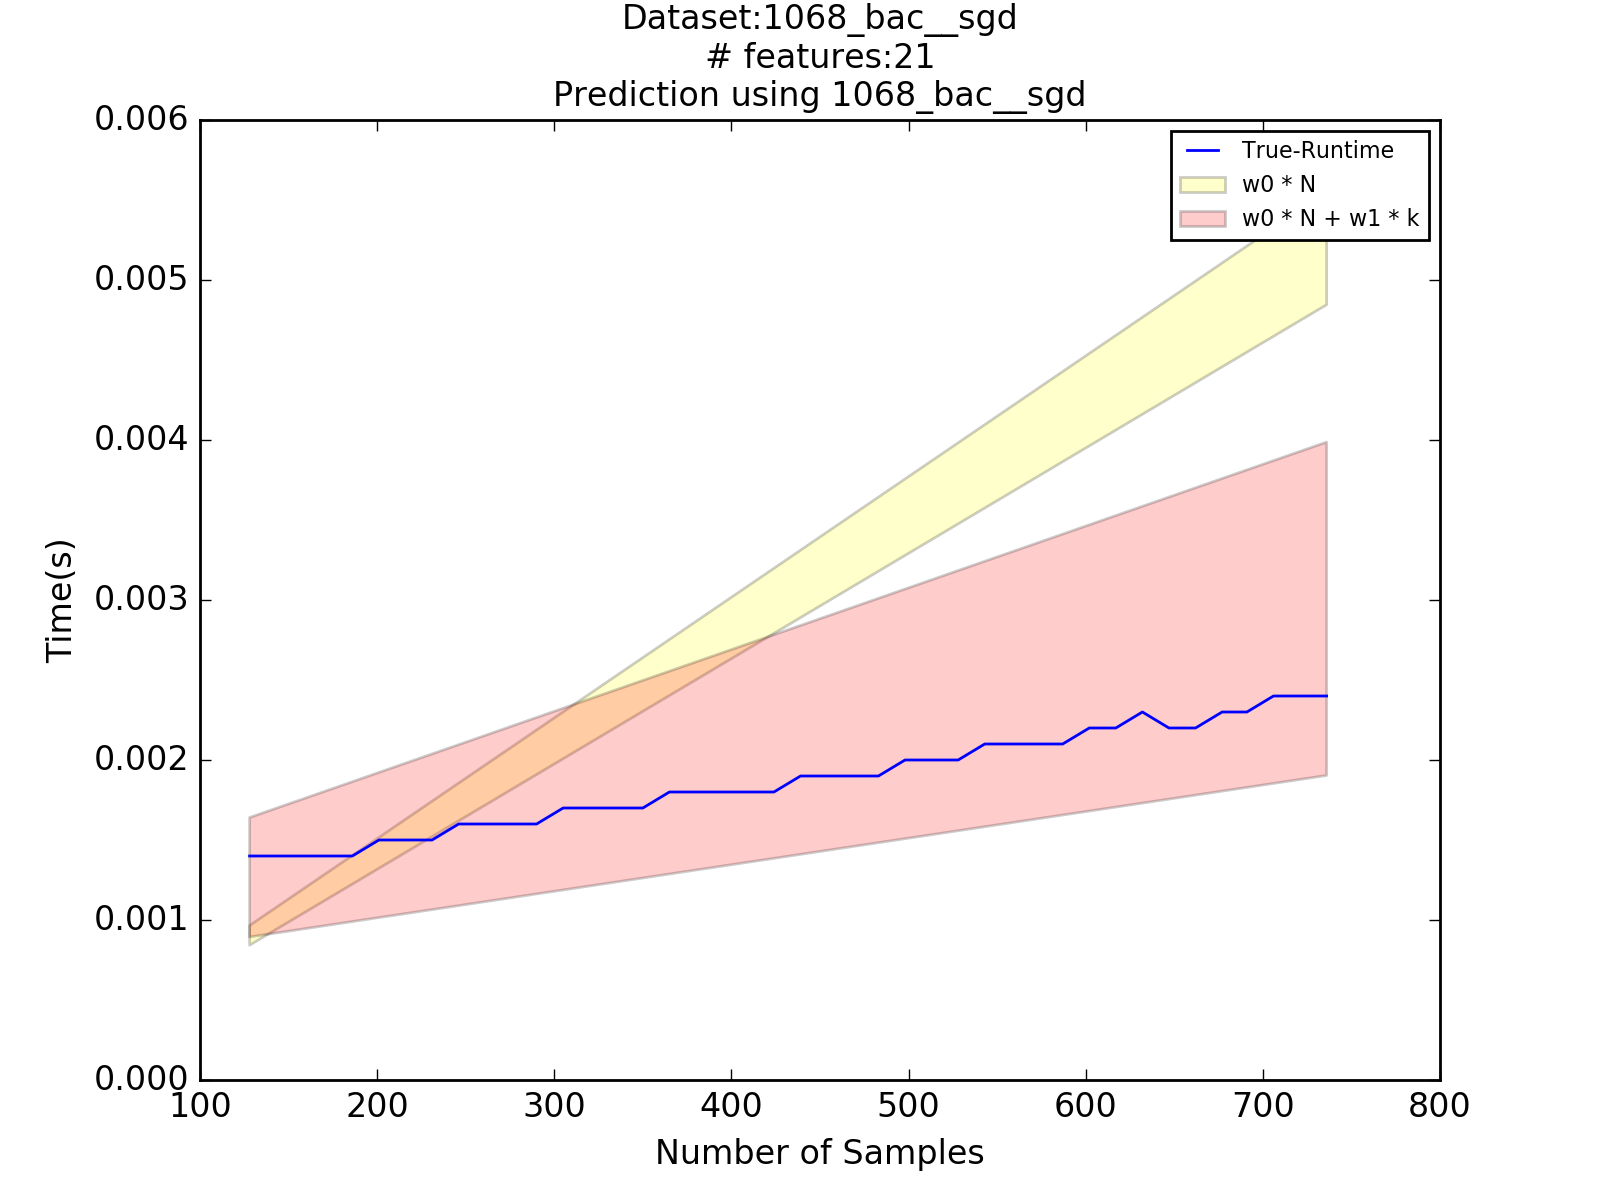 Dataset:1068_bac__sgd
# features:21
Prediction using 1068_bac__sgd
0.006
0.005
0.004
0.003
0.002
0.001
0.000
Time(s)
True-Runtime
w0 * N
w0 * N + w1 * k
100 200 300 400 500 600 700 800
Number of Samples